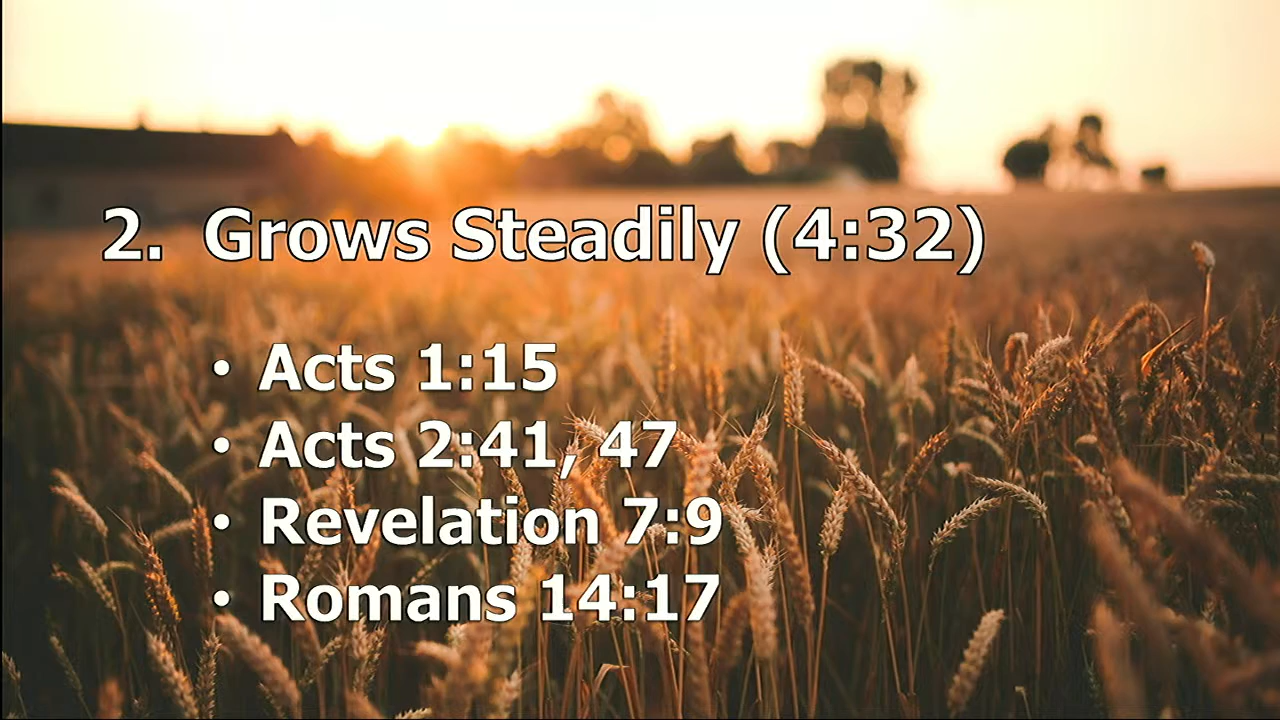 2. Grows Steadily (4:32)
• Acts 1:15
• Acts 2:41, 47
• Revelation 7:9
• Romans 14:17